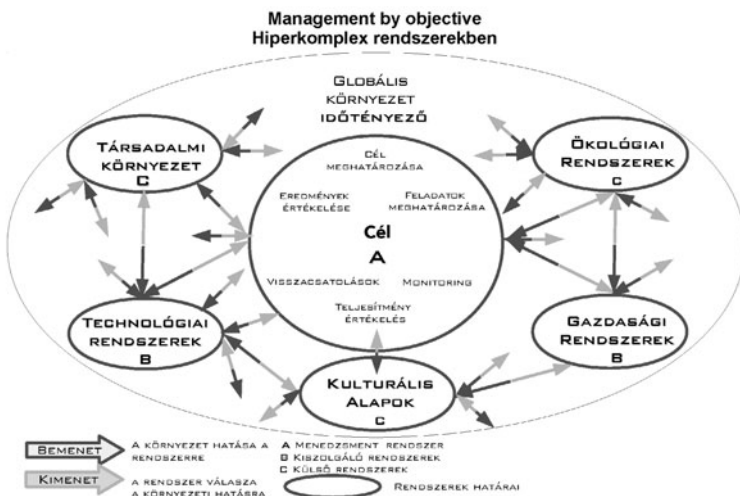 Management by objective
Hiperkomplex rendszerekben
GLOBÁLIS
KÖRNYEZET
IDŐTÉNYEZŐ
TÁRSADALMI
KÖRNYEZET
C
ÖKOLÓGIAI
RENDSZEREK
C
CÉL
MEGHATÁROZÁSA
EREDMÉNYEK
ÉRTÉKELÉSE
FELADATOK
MEGHATÁROZÁSA
Cél
A
VISSZACSATOLÁSOK
MONITORING
TELJESÍTMÉNY
ÉRTÉKELÉS
TECHNOLÓGIAI
RENDSZEREK
B
GAZDASÁGI
RENDSZEREK
B
KULTURÁLIS
ALAPOK
C
BEMENET
A KÖRNYEZET HATÁSA A
RENDSZERRE
KIMENET
A RENDSZER VÁLASZA
A KÖRNYEZETI HATÁSRA
A MENEDZSMENT RENDSZER
B KISZOLGÁLÓ RENDSZEREK
C KÜLSŐ RENDSZEREK
RENDSZEREK HATÁRAI